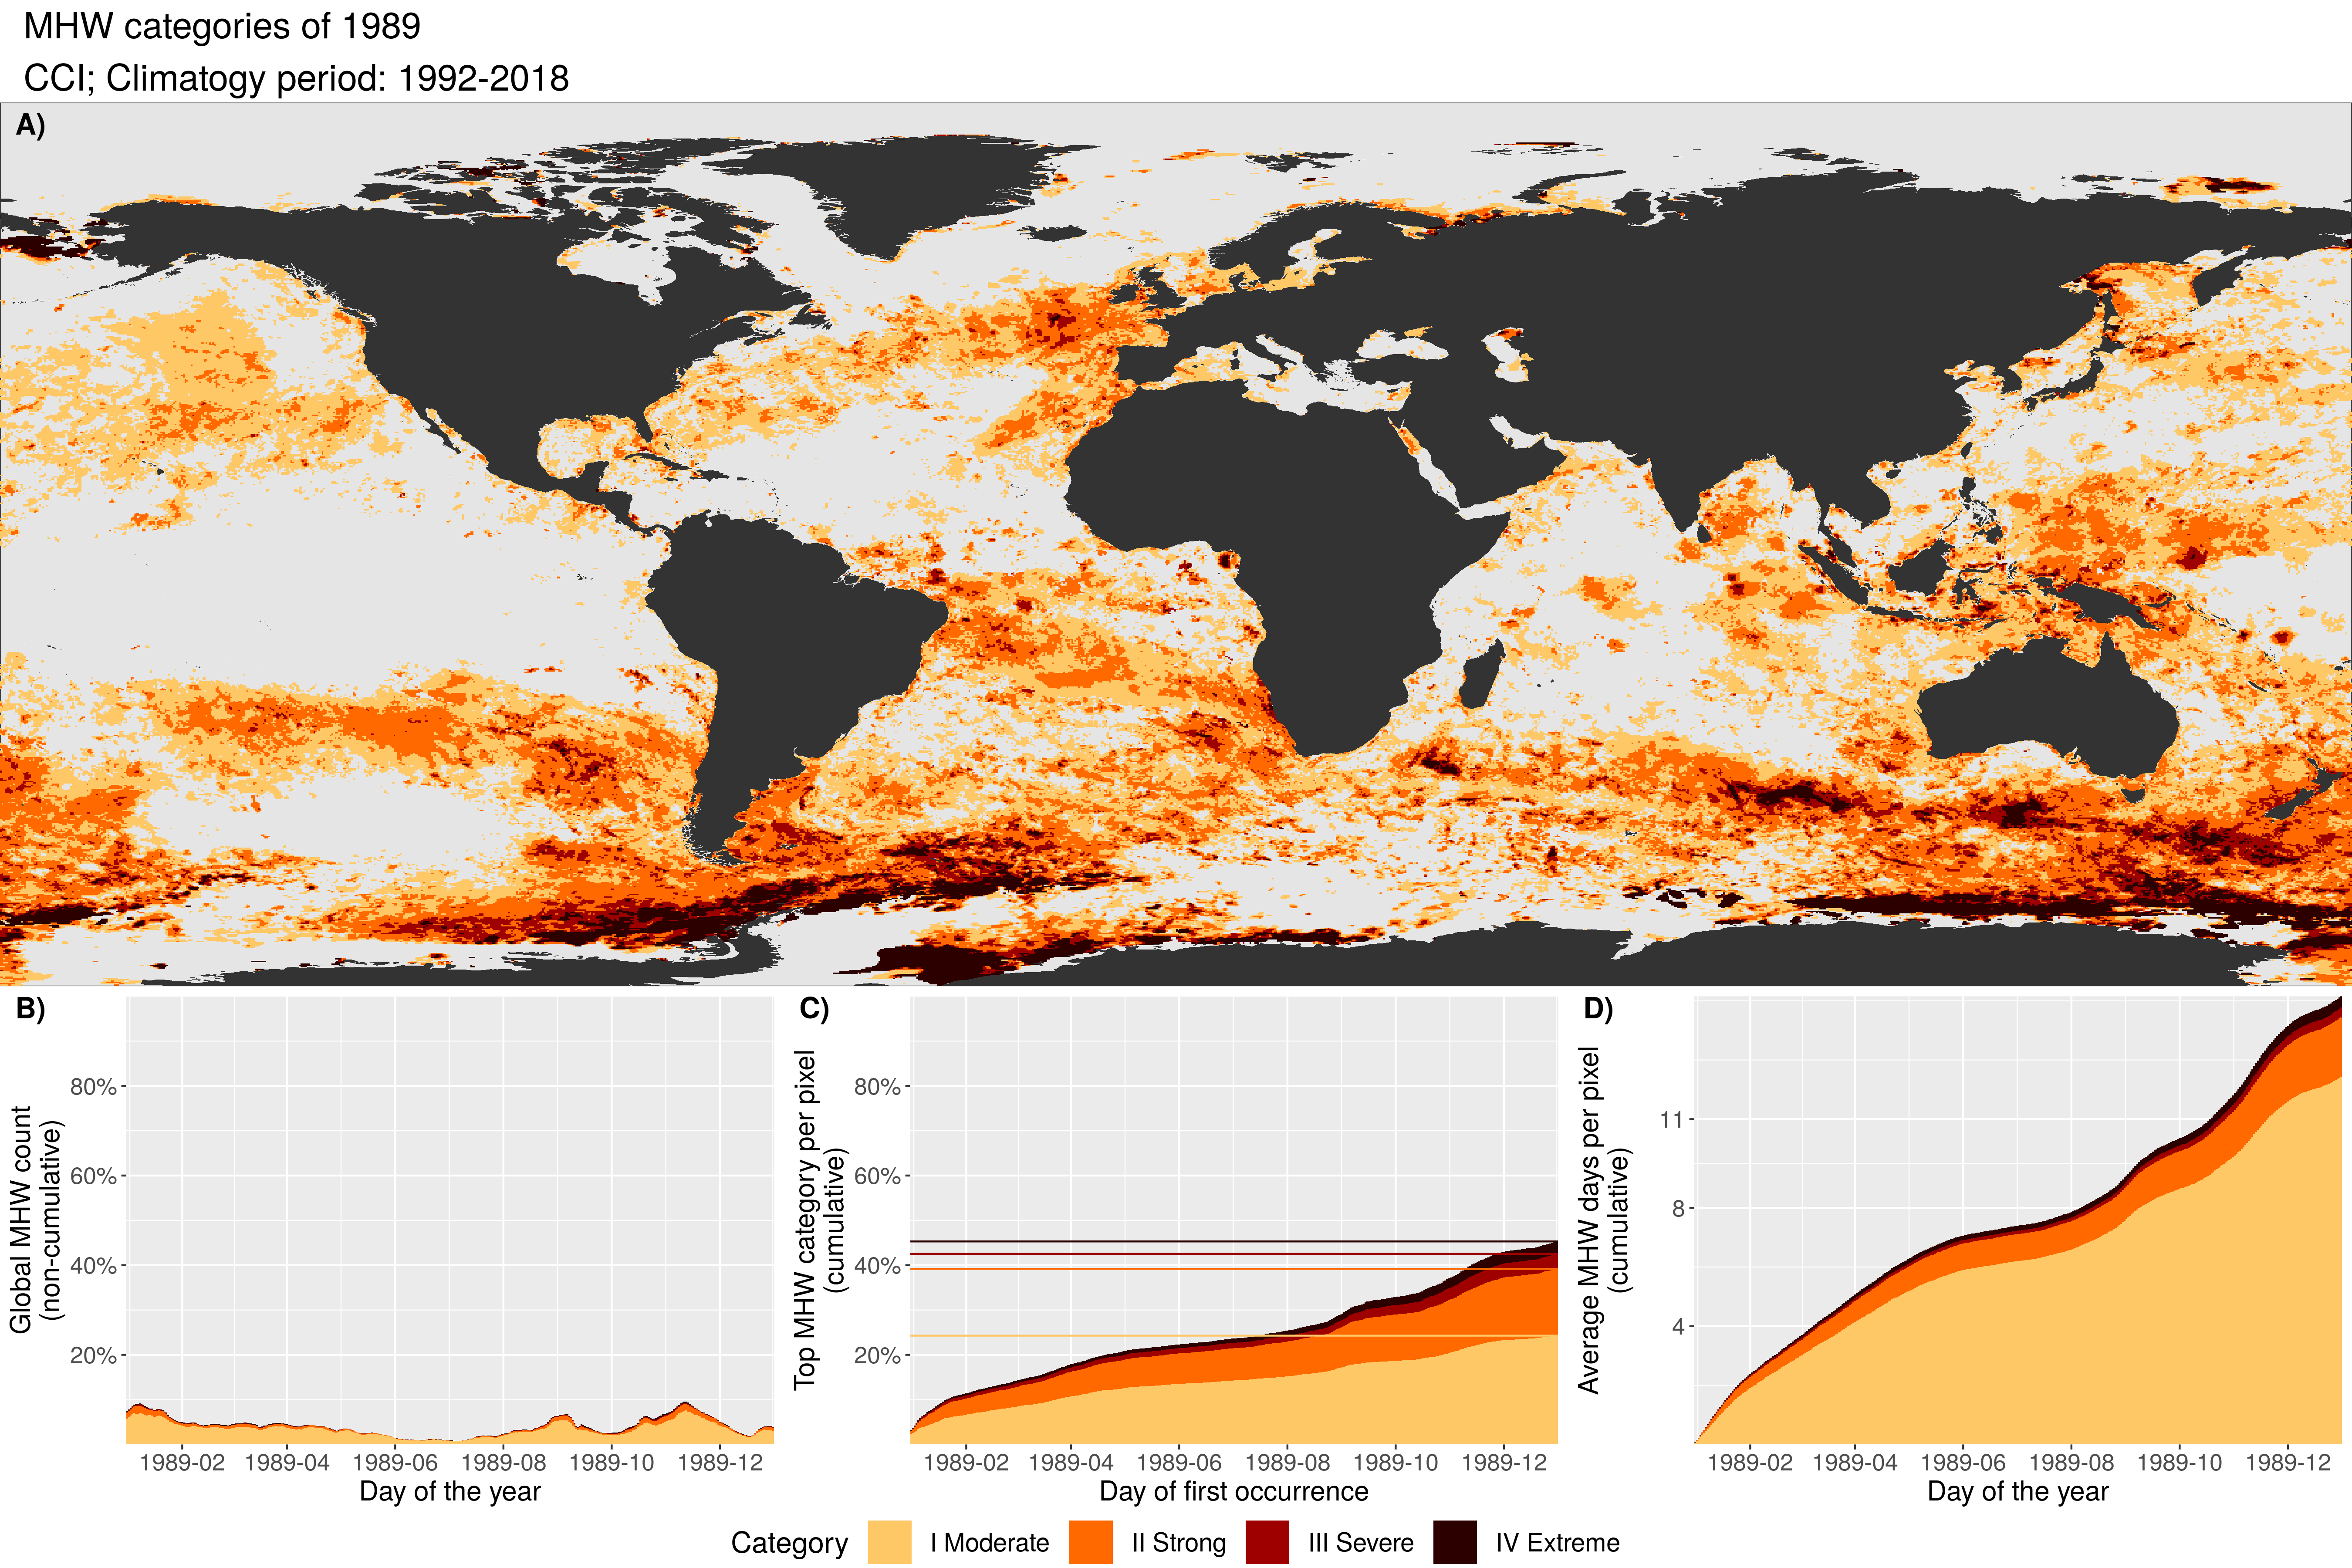 MHW categories of 1989
CCI; Climatogy period: 1992-2018
A)
B)
Global MHW count
(non-cumulative)
80%
60%
40%
20%
1989-02 1989-04 1989-06 1989-08 1989-10 1989-12
Day of the year
C)
Top MHW category per pixel
(cumulative)
80%
60%
40%
20%
1989-02 1989-04 1989-06 1989-08 1989-10 1989-12
Day of first occurrence
D)
Average MHW days per pixel
(cumulative)
11
8
4
1989-02 1989-04 1989-06 1989-08 1989-10 1989-12
Day of the year
Category I Moderate II Strong III Severe IV Extreme